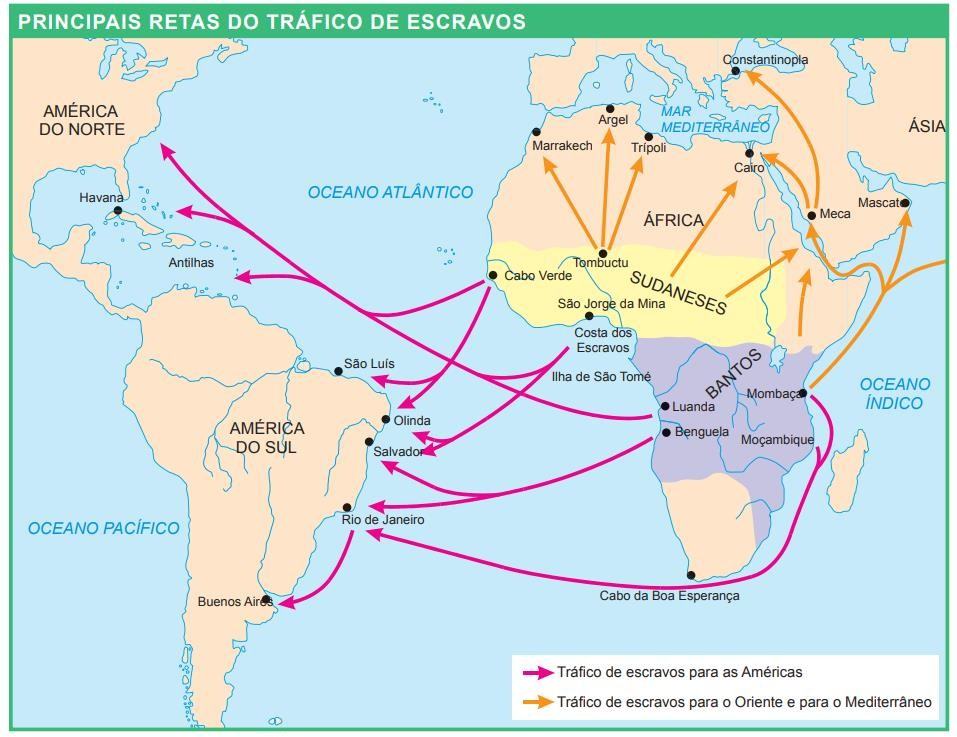 PRINCIPAIS RETAS DO TRÁFICO DE ESCRAVOS
Constantinopla
AMÉRICA
DO NORTE
MAR
MEDITERRÂNEO
Argel
ÁSIA
Marrakech
Trípoli
Cairo
OCEANO ATLÂNTICO
Havana
Mascate
Meca
ÁFRICA
Antilhas
Tombuctu
Cabo Verde
SUDANESES
São Jorge da Mina
Costa dos
Escravos
São Luís
Ilha de São Tomé
BANTOS
Mombaça
OCEANO
ÍNDICO
Luanda
Olinda
AMÉRICA
DO SUL
Benguela
Moçambique
Salvador
Rio de Janeiro
OCEANO PACÍFICO
Cabo da Boa Esperança
Buenos Aires
Tráfico de escravos para as Américas
Tráfico de escravos para o Oriente e para o Mediterrâneo